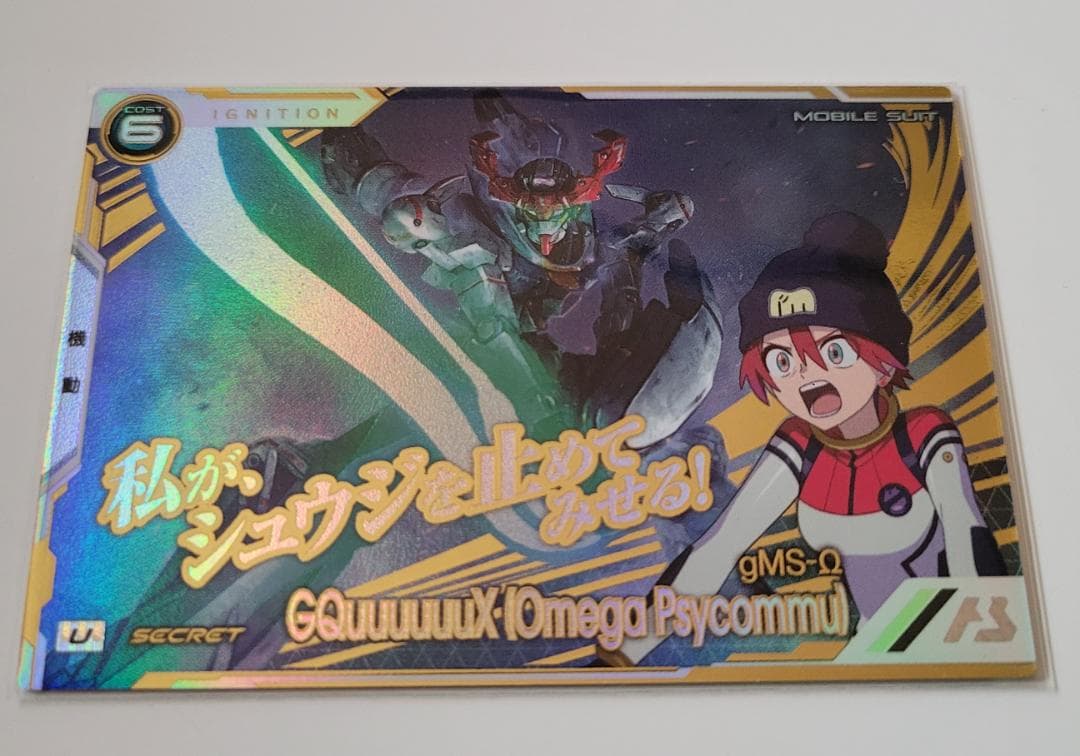 COST
6
IGNITION
MOBILE SUIT
機動
i'm
私が、
シュウジを止めて
みせる!
gMS-Ω
GQuuuuuuX (Omega Psycommu)
U
SECRET